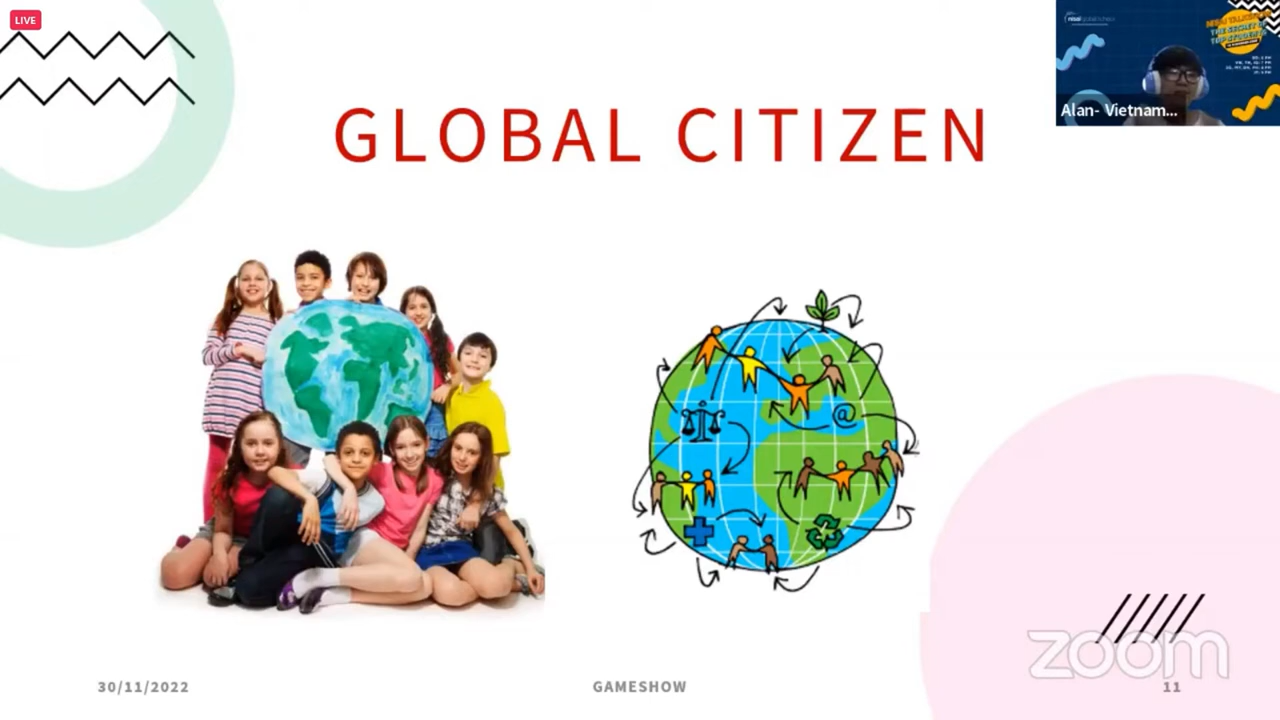 LIVE
GLOBAL CITIZEN
Alan- Vietnam...
@
30/11/2022
GAMESHOW
11
zoom